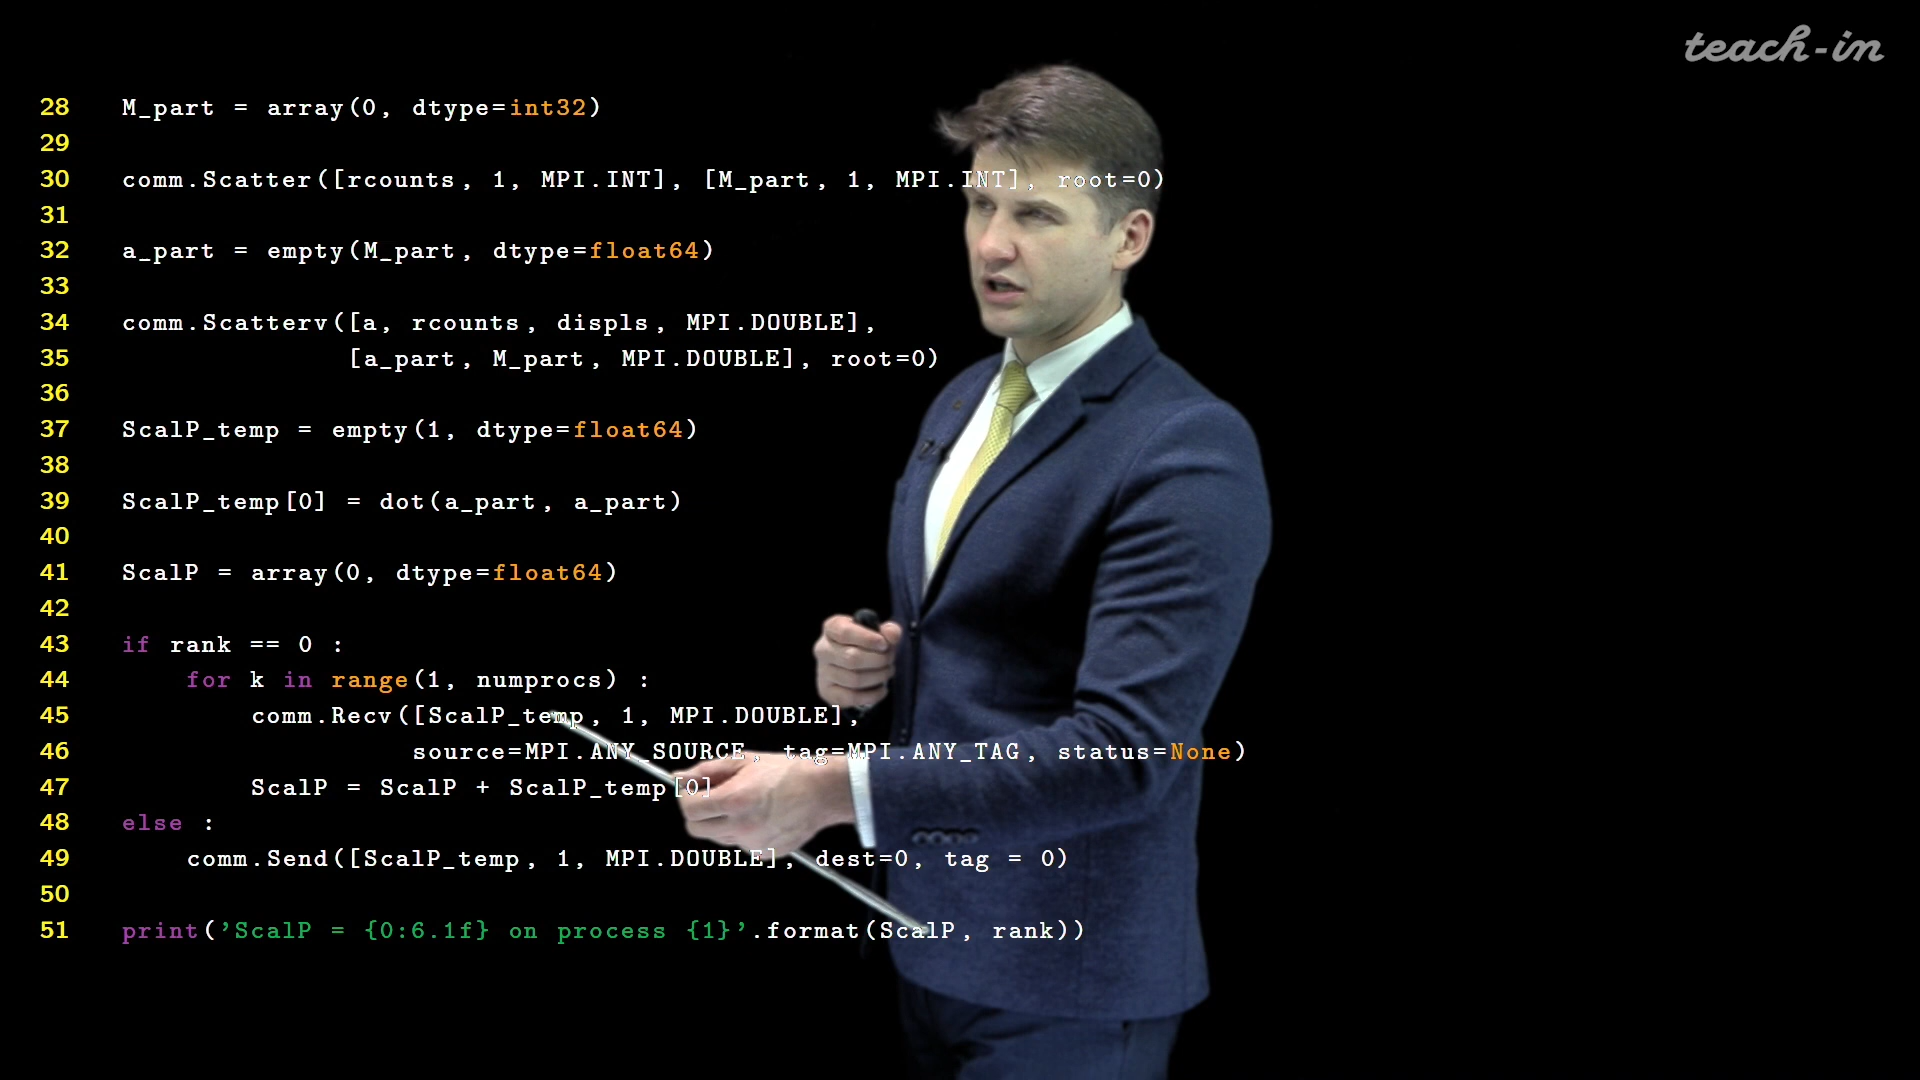 teach-in
28 M_part = array(0, dtype=int32)
29
30 comm.Scatter([rcounts, 1, MPI.INT], [M_part, 1, MPI.INT], root=0)
31
32 a_part = empty(M_part, dtype=float64)
33
34 comm.Scatterv([a, rcounts, displs, MPI.DOUBLE],
35 [a_part, M_part, MPI.DOUBLE], root=0)
36
37 ScalP_temp = empty(1, dtype=float64)
38
39 ScalP_temp[0] = dot(a_part, a_part)
40
41 ScalP = array(0, dtype=float64)
42
43 if rank == 0 :
44 for k in range(1, numprocs) :
45 comm.Recv([ScalP_temp, 1, MPI.DOUBLE],
46 source=MPI.ANY_SOURCE, tag=MPI.ANY_TAG, status=None)
47 ScalP = ScalP + ScalP_temp[0]
48 else :
49 comm.Send([ScalP_temp, 1, MPI.DOUBLE], dest=0, tag = 0)
50
51 print('ScalP = {0:6.1f} on process {1}'.format(ScalP, rank))